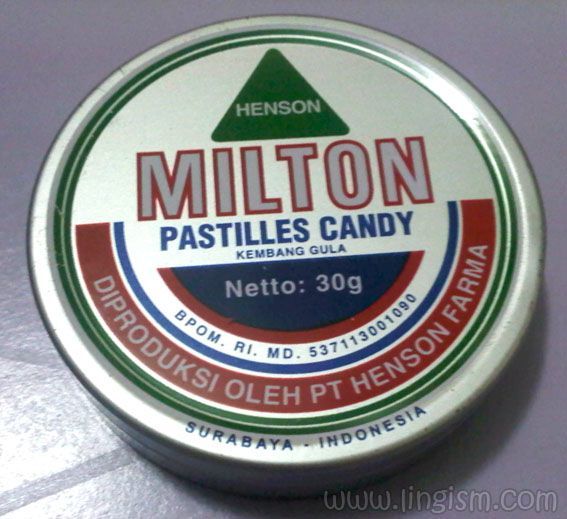 HENSON
MILTON
PASTILLES CANDY
KEMBANG GULA
Netto: 30g
BPOM. RI. MD. 537113001090
DIPRODUKSI OLEH PT HENSON FARMA
SURABAYA - INDONESIA
www.lingism.com